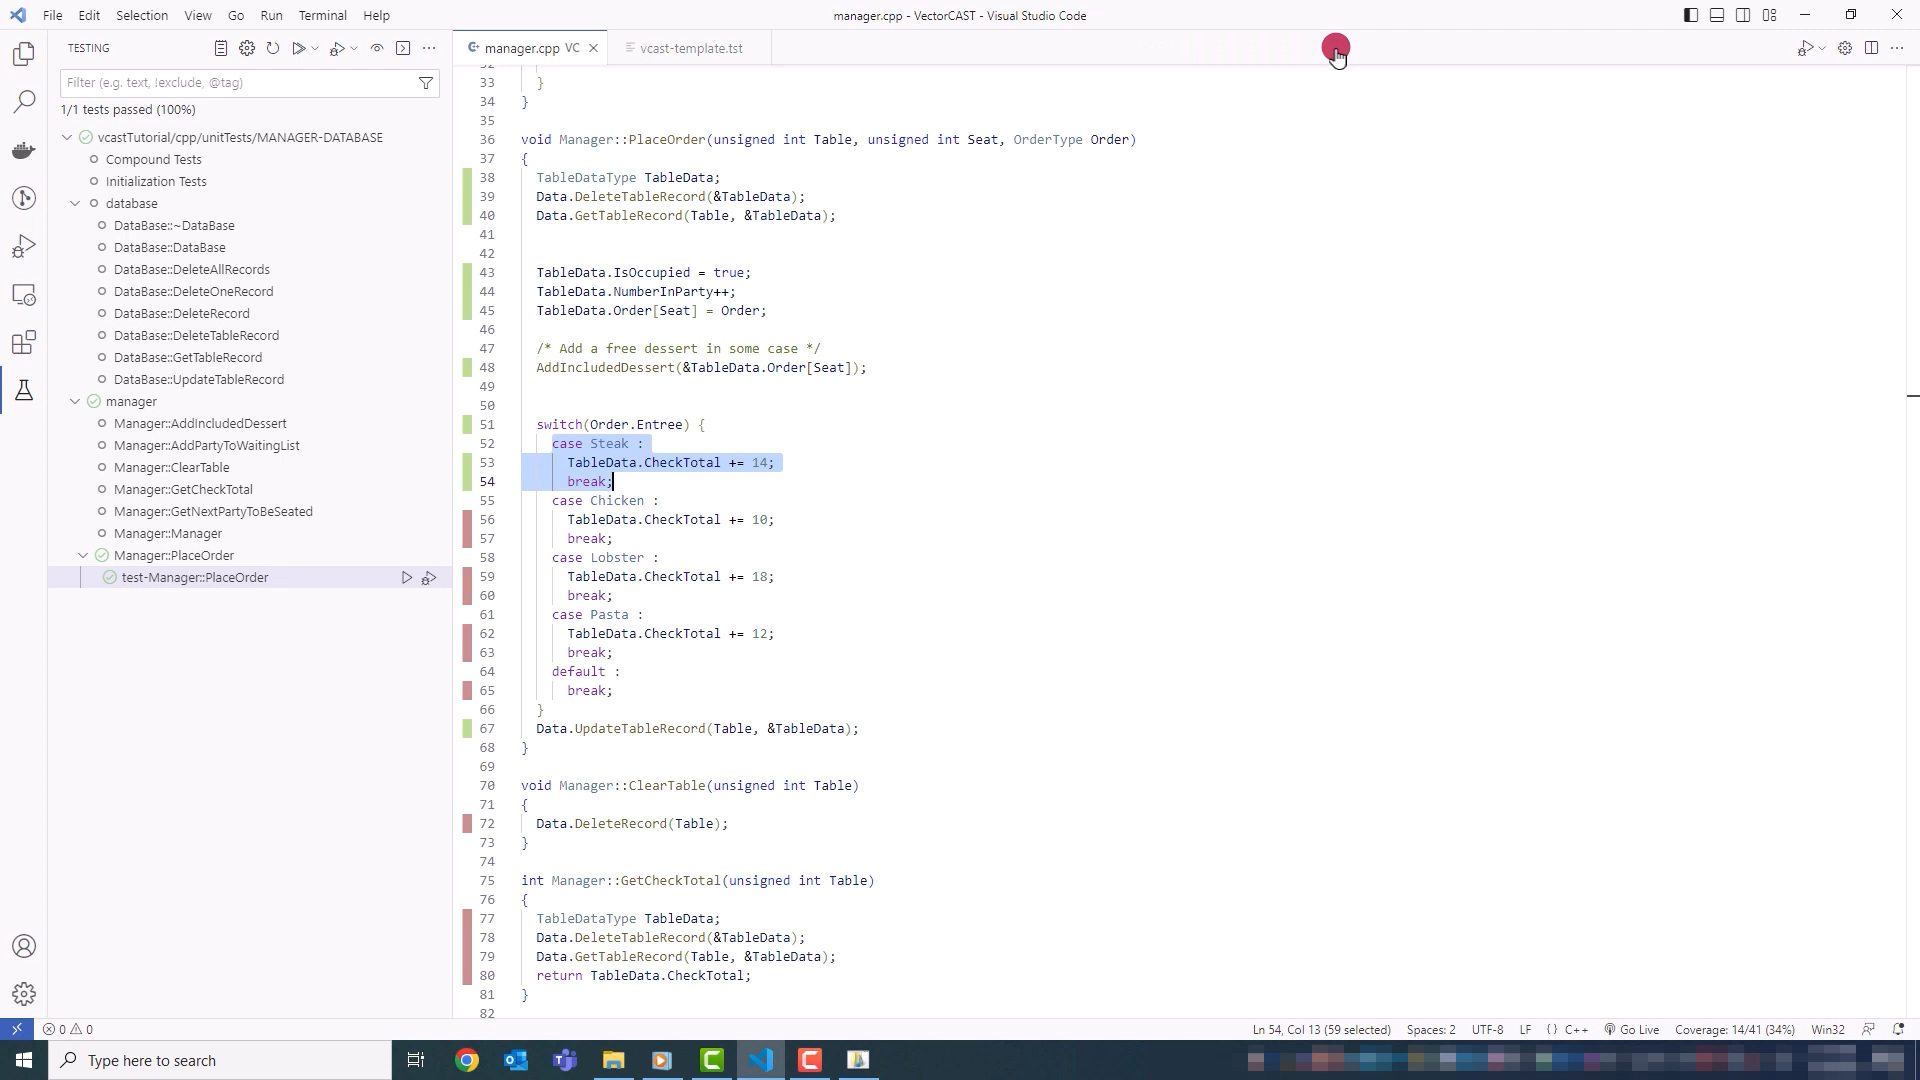 File Edit Selection View Go Run Terminal Help
manager.cpp - VectorCAST - Visual Studio Code
TESTING
manager.cpp VC
vcast-template.tst
Filter (e.g. text, !exclude, @tag)
1/1 tests passed (100%)
vcastTutorial/cpp/unitTests/MANAGER-DATABASE
Compound Tests
Initialization Tests
database
DataBase::~DataBase
DataBase::DataBase
DataBase::DeleteAllRecords
DataBase::DeleteOneRecord
DataBase::DeleteRecord
DataBase::DeleteTableRecord
DataBase::GetTableRecord
DataBase::UpdateTableRecord
manager
Manager::AddIncludedDessert
Manager::AddPartyToWaitingList
Manager::ClearTable
Manager::GetCheckTotal
Manager::GetNextPartyToBeSeated
Manager::Manager
Manager::PlaceOrder
test-Manager::PlaceOrder
32
33 }
34 }
35
36 void Manager::PlaceOrder(unsigned int Table, unsigned int Seat, OrderType Order)
37 {
38 TableDataType TableData;
39 Data.DeleteTableRecord(&TableData);
40 Data.GetTableRecord(Table, &TableData);
41
42
43 TableData.IsOccupied = true;
44 TableData.NumberInParty++;
45 TableData.Order[Seat] = Order;
46
47 /* Add a free dessert in some case */
48 AddIncludedDessert(&TableData.Order[Seat]);
49
50
51 switch(Order.Entree) {
52 case Steak :
53 TableData.CheckTotal += 14;
54 break;
55 case Chicken :
56 TableData.CheckTotal += 10;
57 break;
58 case Lobster :
59 TableData.CheckTotal += 18;
60 break;
61 case Pasta :
62 TableData.CheckTotal += 12;
63 break;
64 default :
65 break;
66 }
67 Data.UpdateTableRecord(Table, &TableData);
68 }
69
70 void Manager::ClearTable(unsigned int Table)
71 {
72 Data.DeleteRecord(Table);
73 }
74
75 int Manager::GetCheckTotal(unsigned int Table)
76 {
77 TableDataType TableData;
78 Data.DeleteTableRecord(&TableData);
79 Data.GetTableRecord(Table, &TableData);
80 return TableData.CheckTotal;
81 }
82
0 0
Ln 54, Col 13 (59 selected) Spaces: 2 UTF-8 LF {} C++ Go Live Coverage: 14/41 (34%) Win32
Type here to search